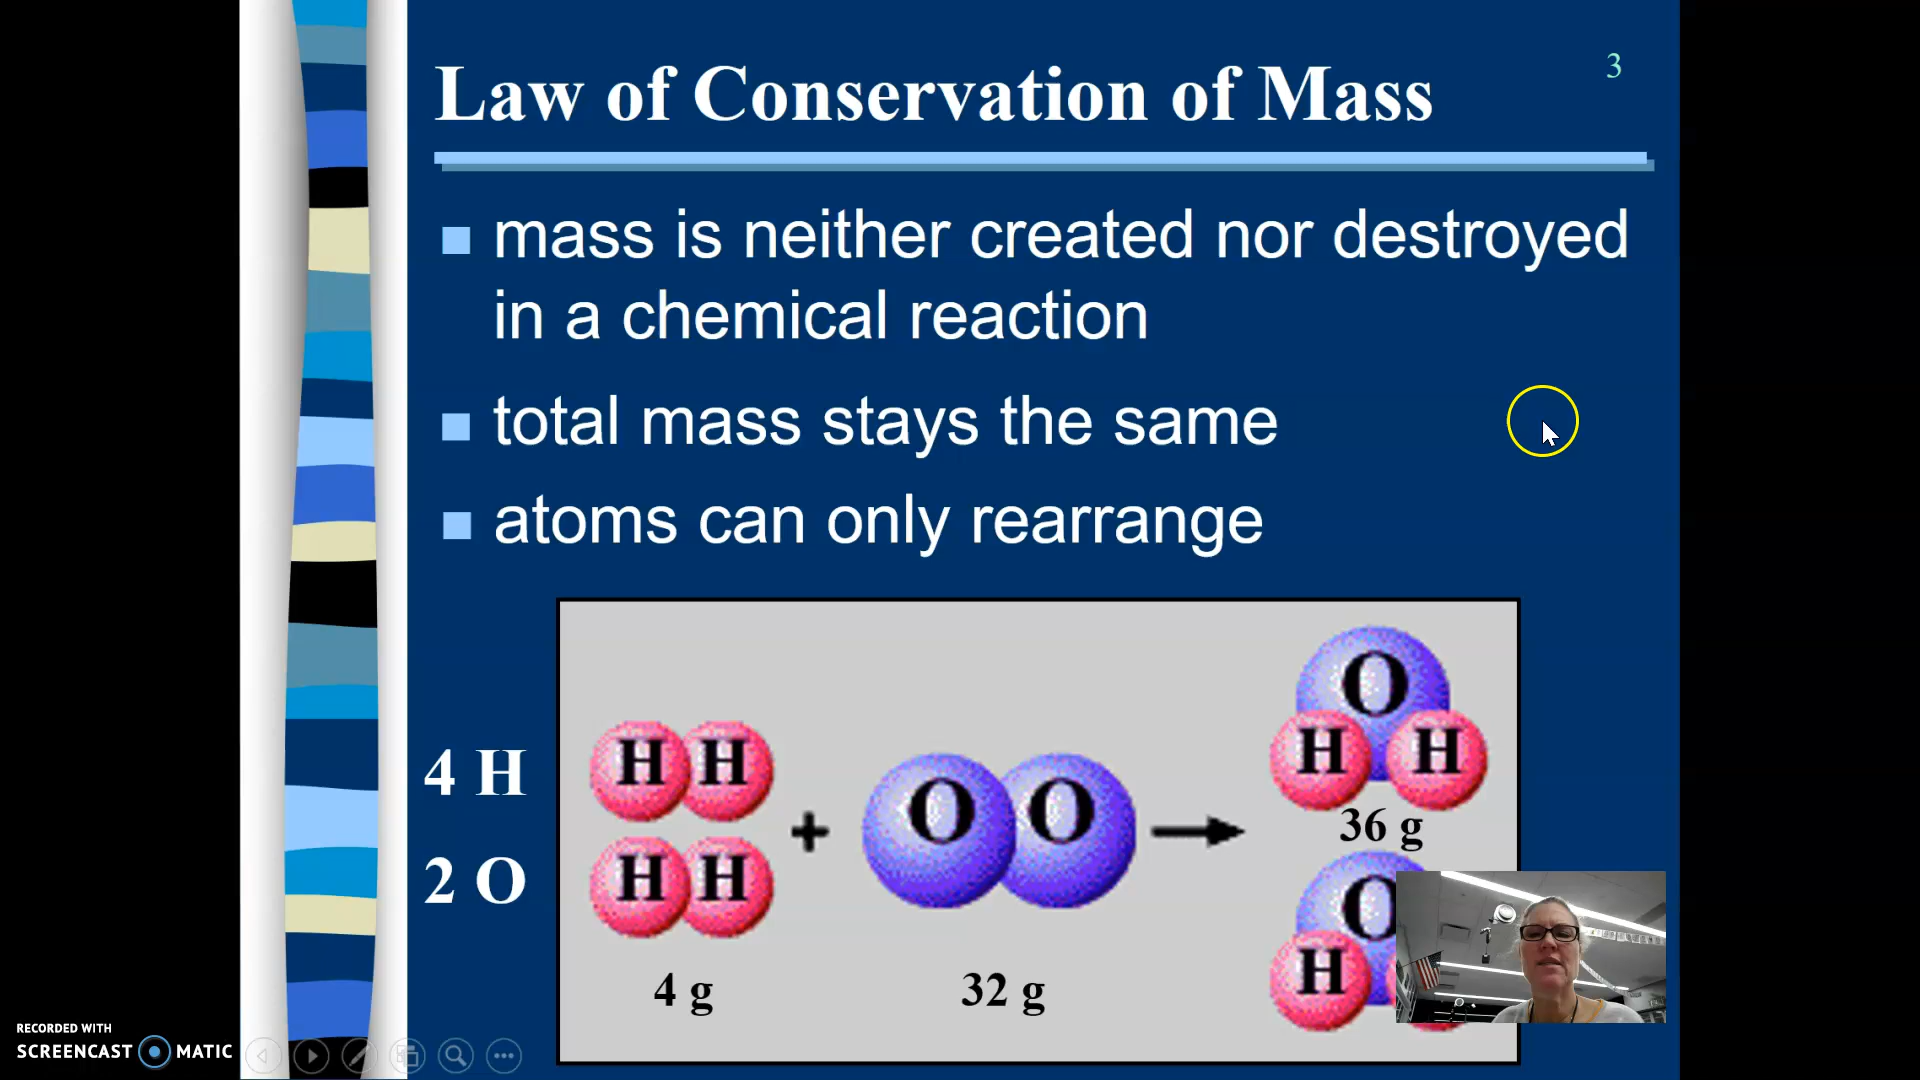 Law of Conservation of Mass
3
mass is neither created nor destroyed
in a chemical reaction
total mass stays the same
atoms can only rearrange
4 H
2 O
H H
H H
+
O O
O
H H
36 g
O
H
4 g
32 g
RECORDED WITH
SCREENCAST MATIC